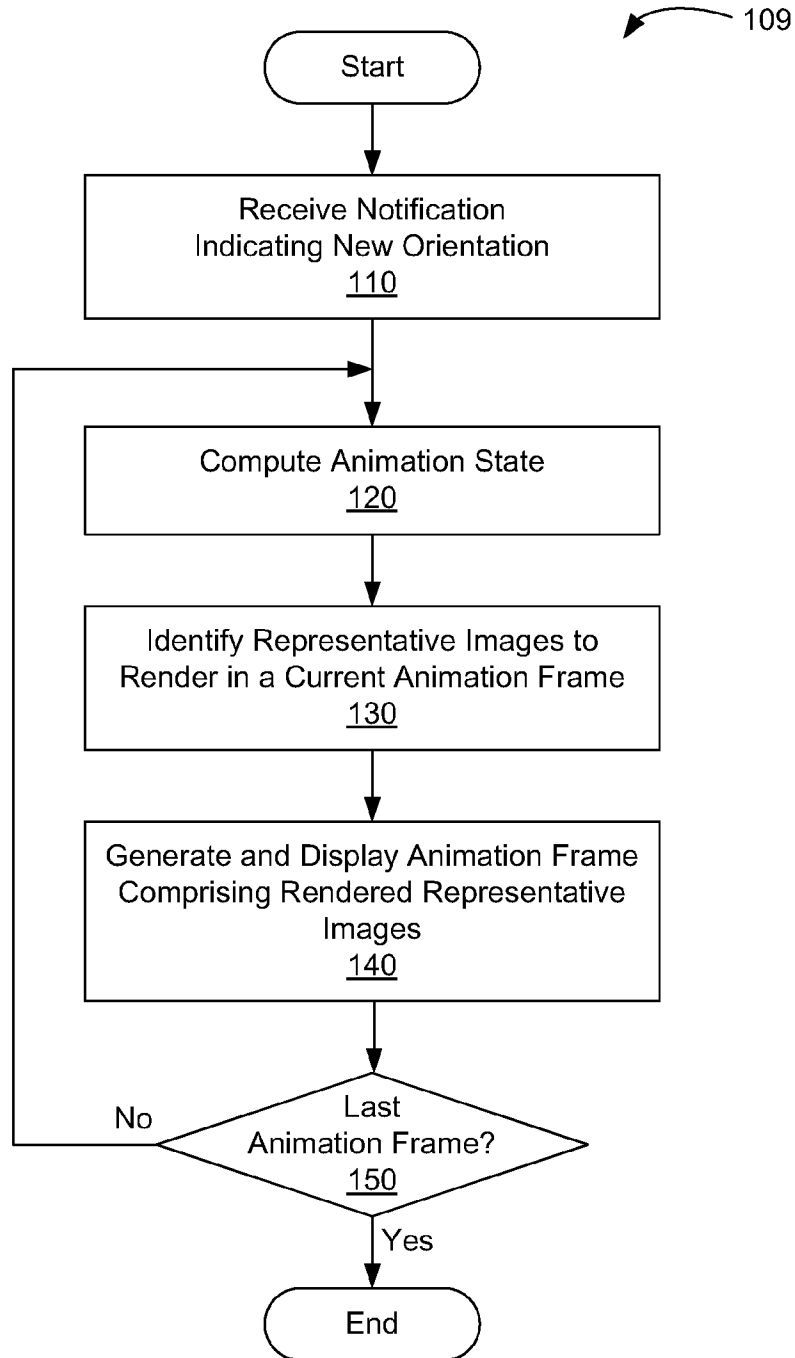 109
Start
Receive Notification
Indicating New Orientation
110
Compute Animation State
120
Identify Representative Images to
Render in a Current Animation Frame
130
Generate and Display Animation Frame
Comprising Rendered Representative
Images
140
Last
Animation Frame?
150
No
Yes
End